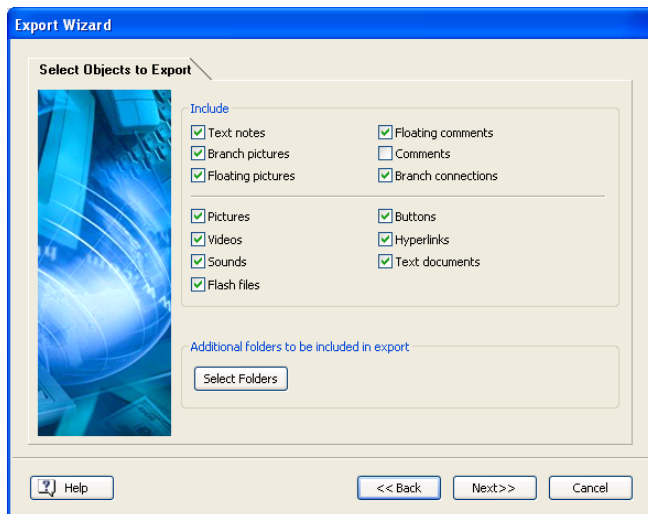 Export Wizard
Select Objects to Export
Include
Text notes
Floating comments
Branch pictures
Comments
Floating pictures
Branch connections
Pictures
Buttons
Videos
Hyperlinks
Sounds
Text documents
Flash files
Additional folders to be included in export
Select Folders
Help
<< Back
Next>>
Cancel